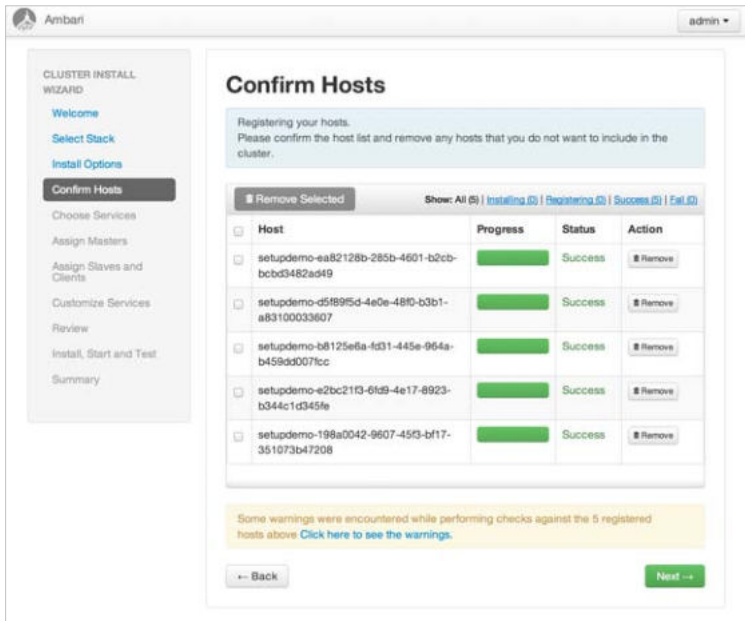 Ambari
admin
CLUSTER INSTALL
WIZARD
Welcome
Select Stack
Install Options
Confirm Hosts
Choose Services
Assign Masters
Assign Slaves and
Clients
Customize Services
Review
Install, Start and Test
Summary
Confirm Hosts
Registering your hosts.
Please confirm the host list and remove any hosts that you do not want to include in the
cluster.
Remove Selected
Show: All (5) | Installing (0) | Registering (0) | Success (5) | Fail (0)
Host Progress Status Action
setupdemo-ea82128b-285b-4601-b2cb- Success Remove
bcbd3482ad49
setupdemo-d5f89f5d-4e0e-48f0-b3b1- Success Remove
a83100033607
setupdemo-b8125e6a-fd31-445e-964a- Success Remove
b459dd007fcc
setupdemo-e2bc21f3-6fd9-4e17-8923- Success Remove
b344c1d345fe
setupdemo-198a0042-9607-45f3-bf17- Success Remove
351073b47208
Some warnings were encountered while performing checks against the 5 registered
hosts above Click here to see the warnings.
← Back
Next →